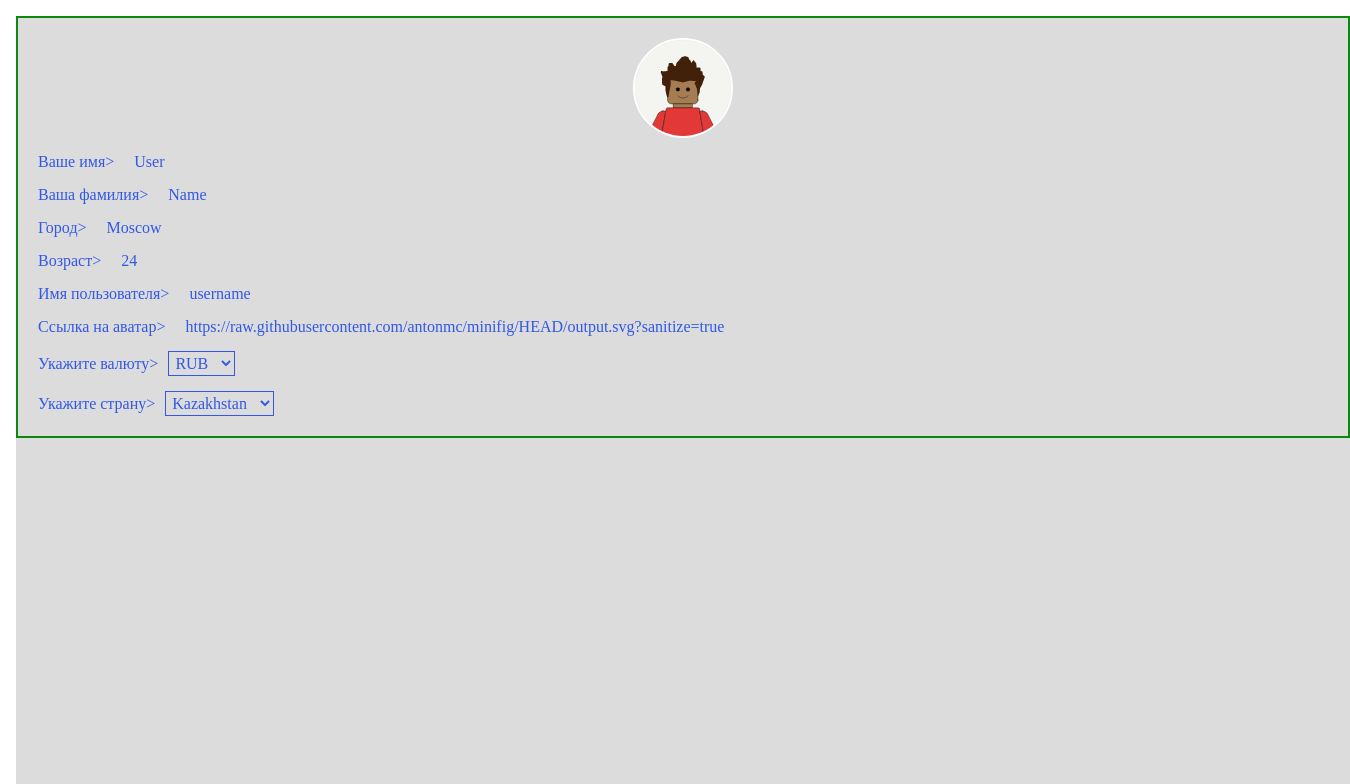 Ваше имя> User
Ваша фамилия> Name
Город> Moscow
Возраст> 24
Имя пользователя> username
Ссылка на аватар> https://raw.githubusercontent.com/antonmc/minifig/HEAD/output.svg?sanitize=true
Укажите валюту> RUB
Укажите страну> Kazakhstan